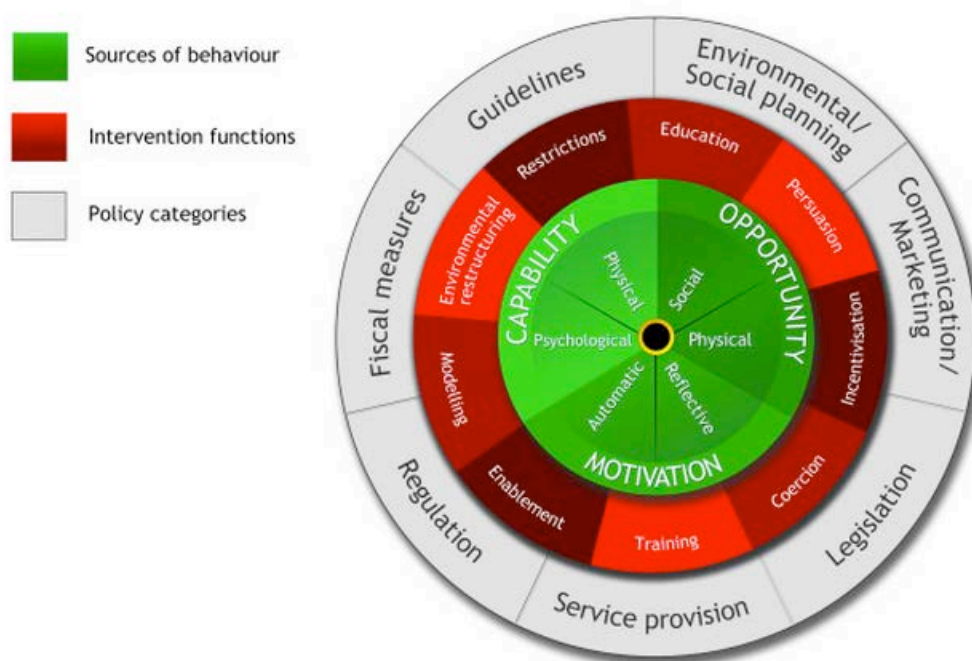 Sources of behaviour
Intervention functions
Policy categories
Guidelines
Environmental/
Social planning
Communication/
Marketing
Legislation
Service provision
Regulation
Fiscal measures
Restrictions
Education
Persuasion
Incentivisation
Coercion
Training
Enablement
Modelling
Environmental
restructuring
CAPABILITY
OPPORTUNITY
MOTIVATION
Physical
Social
Psychological
Physical
Automatic
Reflective